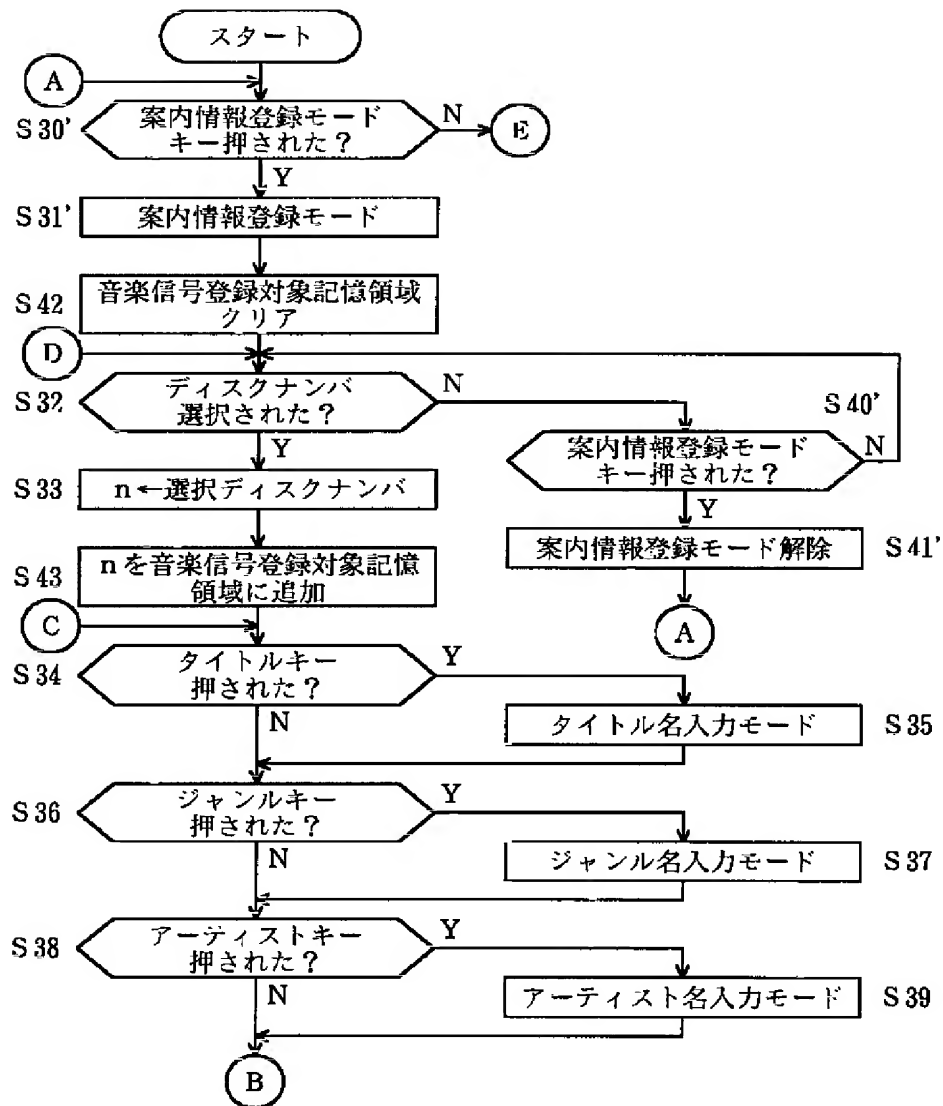 スタート
A
S30'
案内情報登録モード
キー押された？
N
E
Y
S31'
案内情報登録モード
S42
音楽信号登録対象記憶領域
クリア
D
S32
ディスクナンバ
選択された？
N
S40'
Y
案内情報登録モード
キー押された？
N
S33
n←選択ディスクナンバ
Y
案内情報登録モード解除
S41'
S43
nを音楽信号登録対象記憶
領域に追加
A
C
S34
タイトルキー
押された？
Y
N
タイトル名入力モード
S35
S36
ジャンルキー
押された？
Y
N
ジャンル名入力モード
S37
S38
アーティストキー
押された？
Y
N
アーティスト名入力モード
S39
B